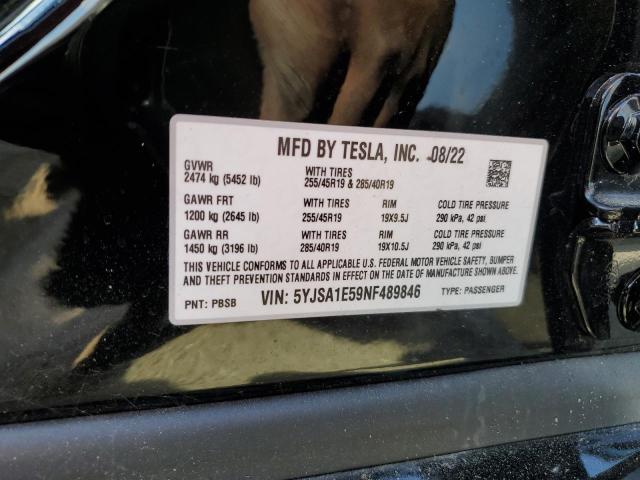 MFD BY TESLA, INC. 08/22
GVWR
2474 kg (5452 lb)
WITH TIRES
255/45R19 & 285/40R19
GAWR FRT
1200 kg (2645 lb)
WITH TIRES
255/45R19
RIM
19X9.5J
COLD TIRE PRESSURE
290 kPa, 42 psi
GAWR RR
1450 kg (3196 lb)
WITH TIRES
285/40R19
RIM
19X10.5J
COLD TIRE PRESSURE
290 kPa, 42 psi
THIS VEHICLE CONFORMS TO ALL APPLICABLE U.S. FEDERAL MOTOR VEHICLE SAFETY, BUMPER
AND THEFT PREVENTION STANDARDS IN EFFECT ON THE DATE OF MANUFACTURE SHOWN ABOVE.
PNT: PBSB VIN: 5YJSA1E59NF489846 TYPE: PASSENGER